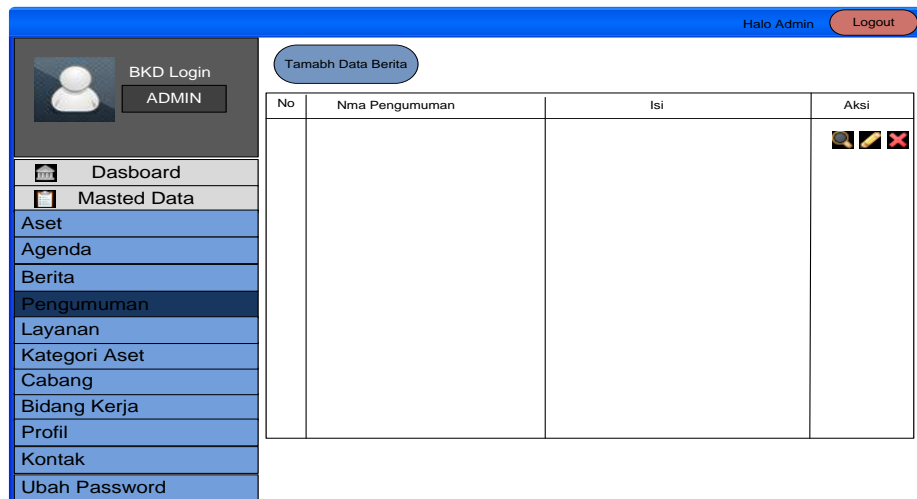 Halo Admin
Logout
BKD Login
ADMIN
Tamabh Data Berita
No
Nma Pengumuman
Isi
Aksi
Dasboard
Masted Data
Aset
Agenda
Berita
Pengumuman
Layanan
Kategori Aset
Cabang
Bidang Kerja
Profil
Kontak
Ubah Password